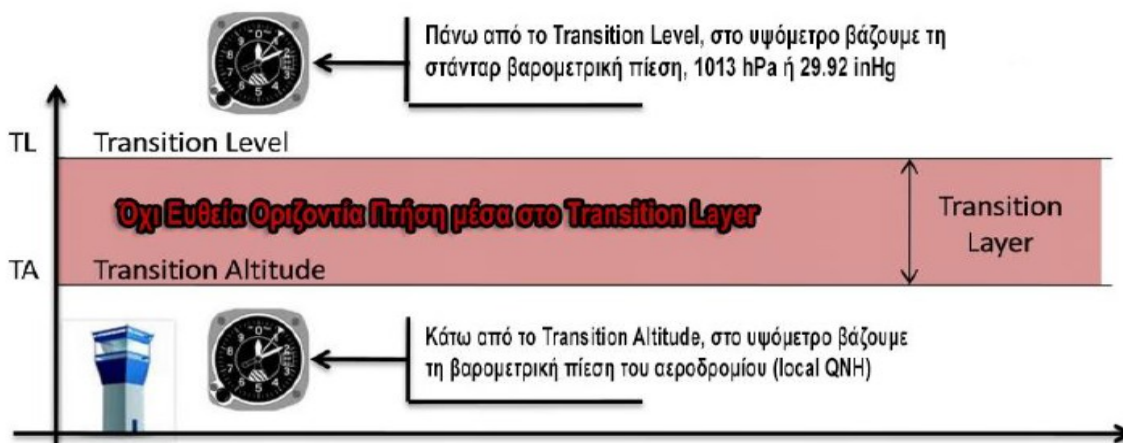 Πάνω από το Transition Level, στο υψόμετρο βάζουμε τη
στάνταρ βαρομετρική πίεση, 1013 hPa ή 29.92 inHg
TL
Transition Level
Όχι Ευθεία Οριζοντία Πτήση μέσα στο Transition Layer
Transition
Layer
TA
Transition Altitude
Κάτω από το Transition Altitude, στο υψόμετρο βάζουμε
τη βαρομετρική πίεση του αεροδρομίου (local QNH)